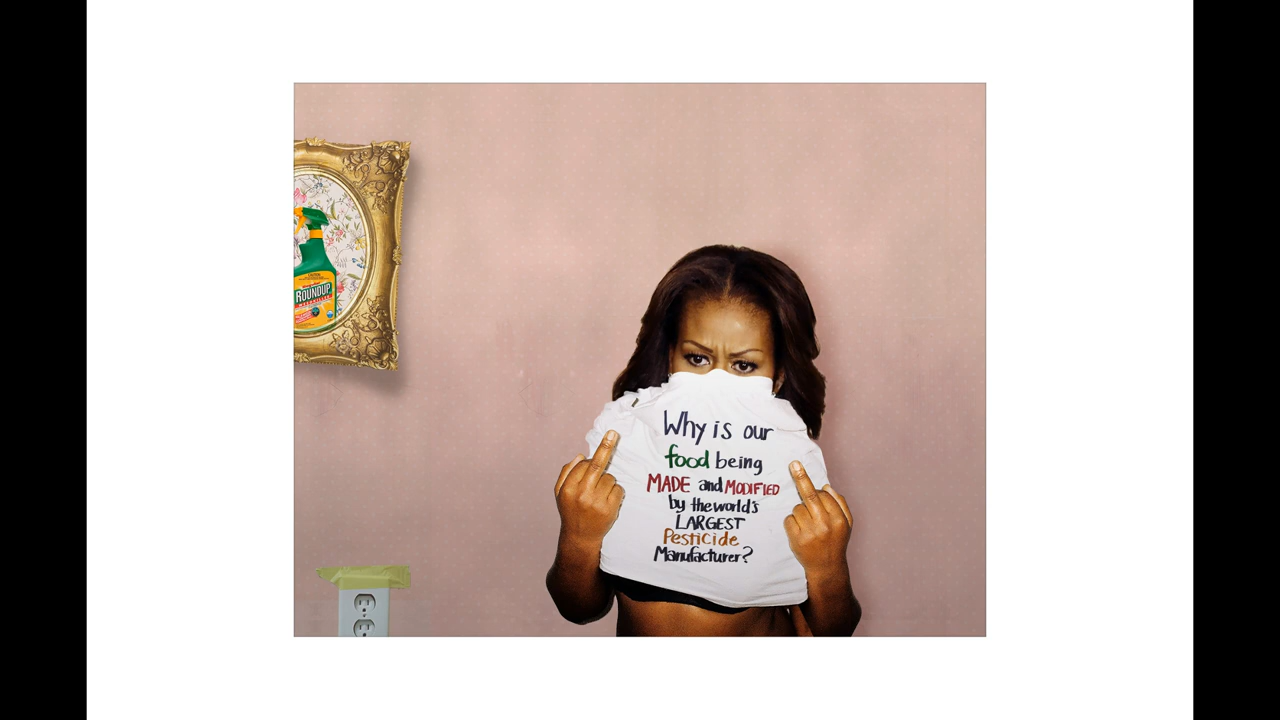 ROUNDUP
Why is our
food being
MADE and MODIFIED
by the world's
LARGEST
Pesticide
Manufacturer?